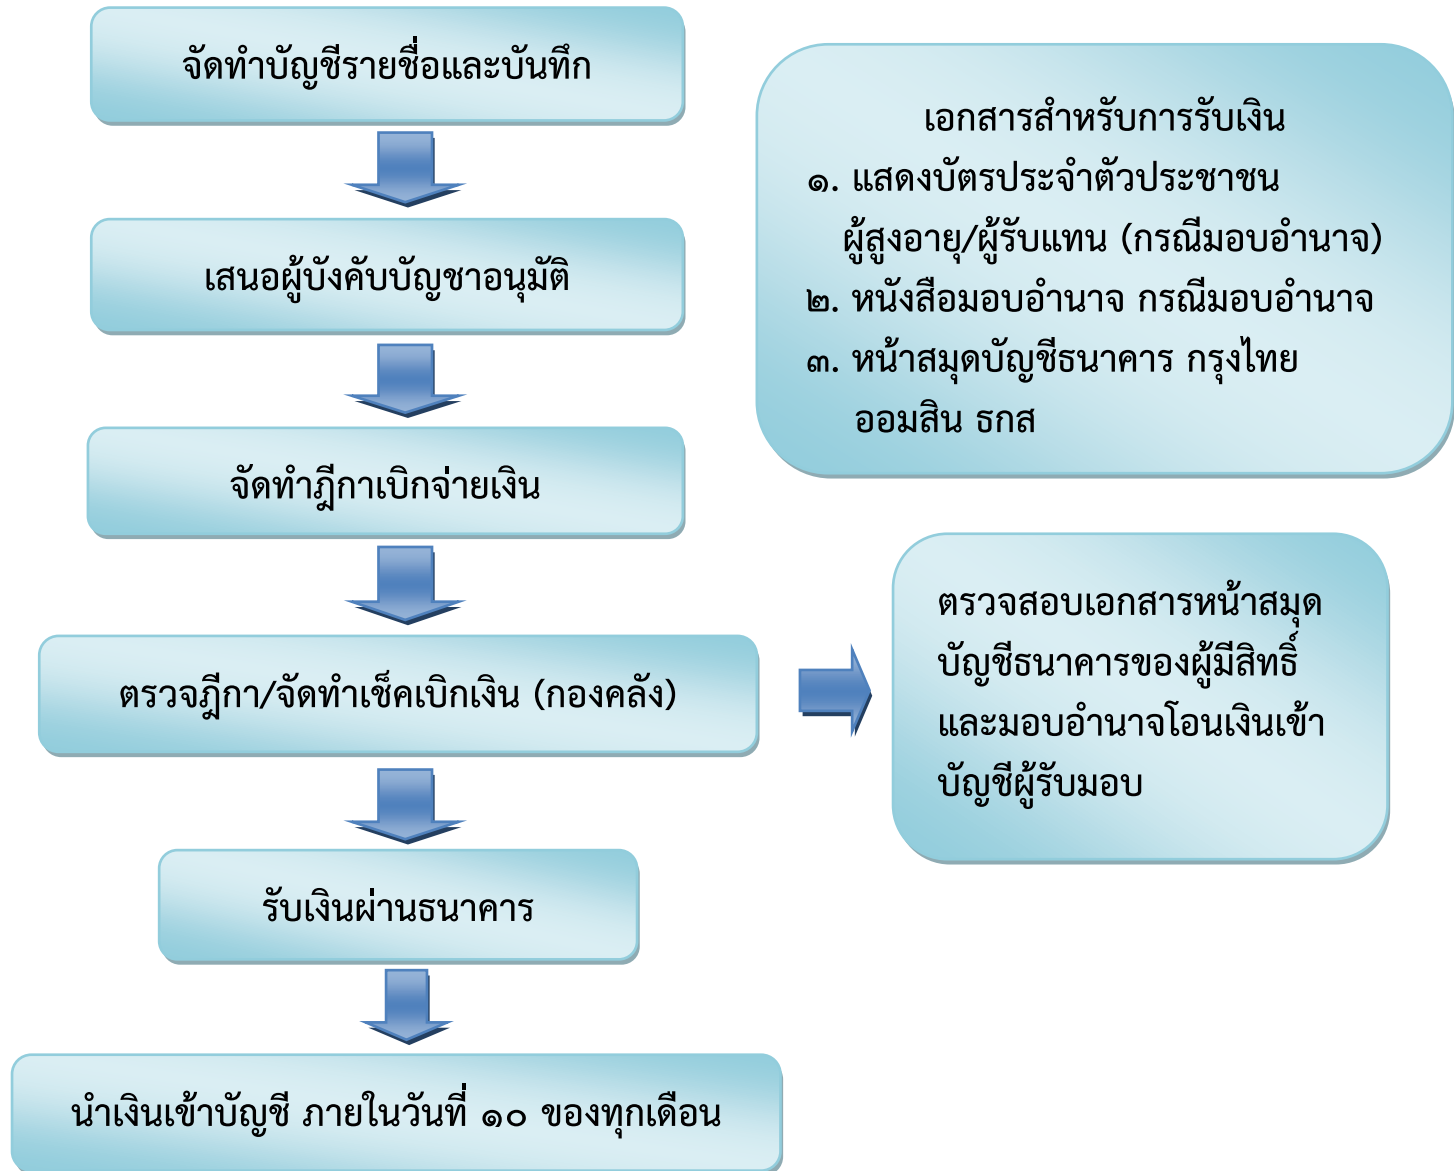 จัดทำบัญชีรายชื่อและบันทึก
เสนอผู้บังคับบัญชาอนุมัติ
จัดทำฎีกาเบิกจ่ายเงิน
ตรวจฎีกา/จัดทำเช็คเบิกเงิน (กองคลัง)
รับเงินผ่านธนาคาร
นำเงินเข้าบัญชี ภายในวันที่ ๑๐ ของทุกเดือน
เอกสารสำหรับการรับเงิน
๑. แสดงบัตรประจำตัวประชาชน
ผู้สูงอายุ/ผู้รับแทน (กรณีมอบอำนาจ)
๒. หนังสือมอบอำนาจ กรณีมอบอำนาจ
๓. หน้าสมุดบัญชีธนาคาร กรุงไทย
ออมสิน ธกส
ตรวจสอบเอกสารหน้าสมุด
บัญชีธนาคารของผู้มีสิทธิ์
และมอบอำนาจโอนเงินเข้า
บัญชีผู้รับมอบ